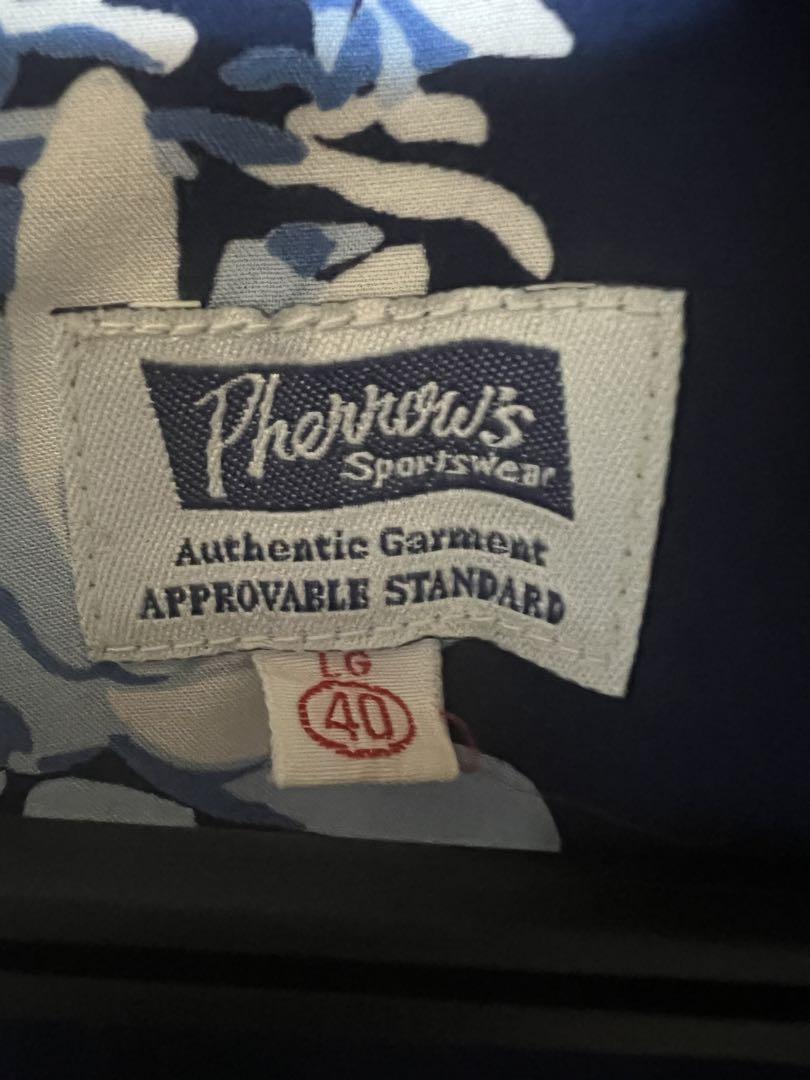 Pherrow's
Sportswear
Authentic Garment
APPROVABLE STANDARD
LG
40